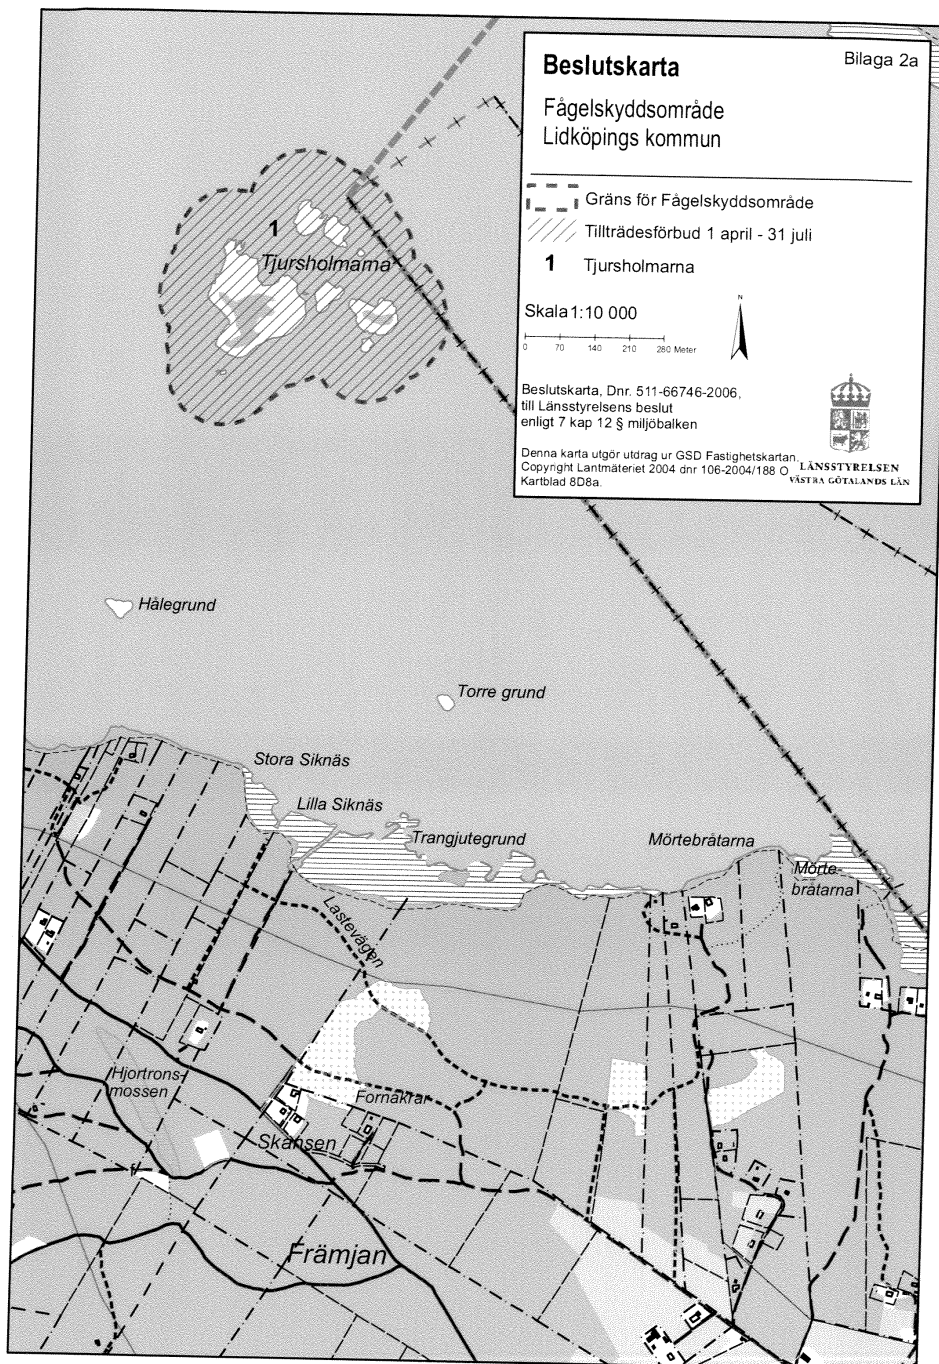 Beslutskarta
Bilaga 2a
Fågelskyddsområde
Lidköpings kommun
Gräns för Fågelskyddsområde
Tillträdesförbud 1 april - 31 juli
1 Tjursholmarna
Skala 1:10 000
N
0 70 140 210 280 Meter
Beslutskarta, Dnr. 511-66746-2006,
till Länsstyrelsens beslut
enligt 7 kap 12 § miljöbalken
Denna karta utgör utdrag ur GSD Fastighetskartan.
Copyright Lantmäteriet 2004 dnr 106-2004/188 O
Kartblad 8D8a.
LÄNSSTYRELSEN
VÄSTRA GÖTALANDS LÄN
1
Tjursholmarna
Hålegrund
Torre grund
Stora Siknäs
Lilla Siknäs
Trangjutegrund
Mörtebråtarna
Mörte-
bråtarna
Lastevägen
Hjortrons-
mossen
Fornåkrar
Skansen
Främjan